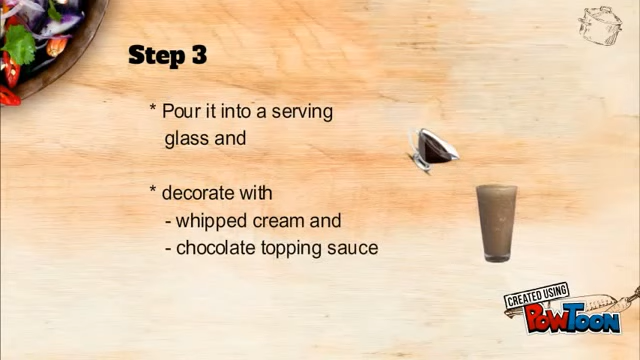 Step 3
* Pour it into a serving
glass and
* decorate with
- whipped cream and
- chocolate topping sauce
CREATED USING
POWTOON